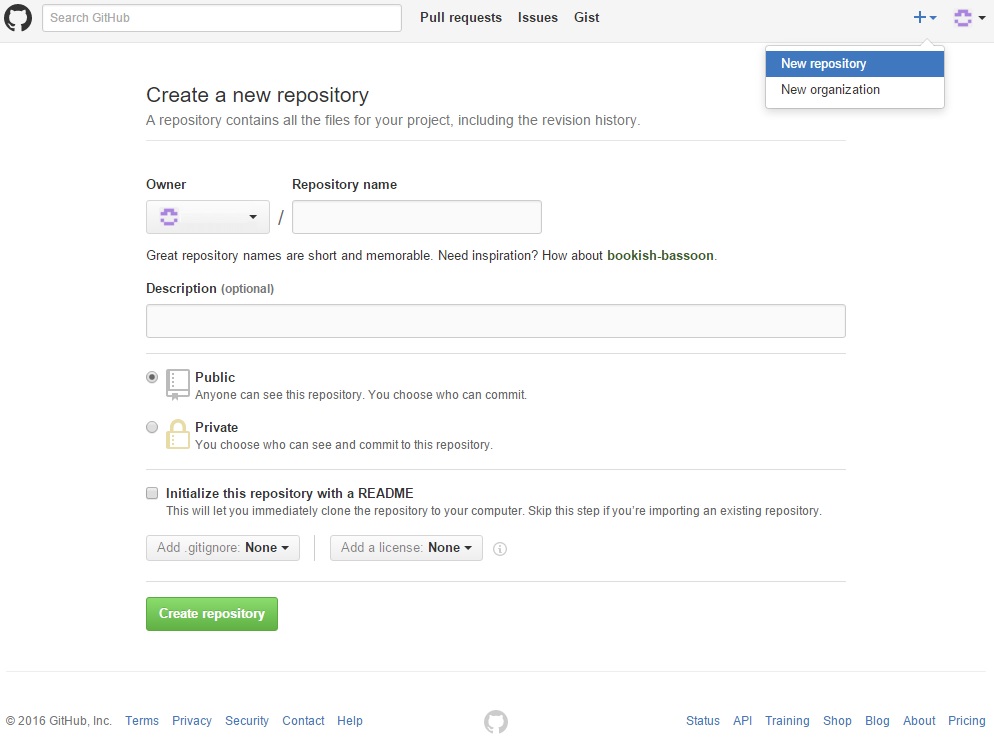 Search GitHub Pull requests Issues Gist
New repository
New organization
Create a new repository
A repository contains all the files for your project, including the revision history.
Owner Repository name
/
Great repository names are short and memorable. Need inspiration? How about bookish-bassoon.
Description (optional)
Public
Anyone can see this repository. You choose who can commit.
Private
You choose who can see and commit to this repository.
Initialize this repository with a README
This will let you immediately clone the repository to your computer. Skip this step if you’re importing an existing repository.
Add .gitignore: None Add a license: None
Create repository
© 2016 GitHub, Inc. Terms Privacy Security Contact Help Status API Training Shop Blog About Pricing